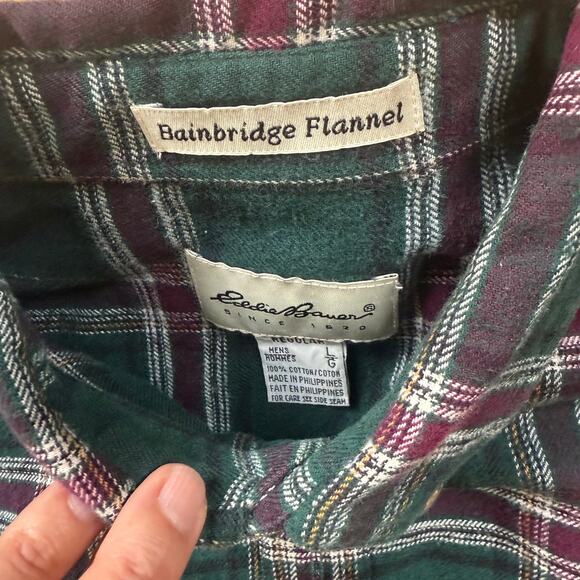 Bainbridge Flannel
Eddie Bauer ®
SINCE 1920
REGULAR
MENS L
HOMMES G
100% COTTON/COTON
MADE IN PHILIPPINES
FAIT EN PHILIPPINES
FOR CARE SEE SIDE SEAM